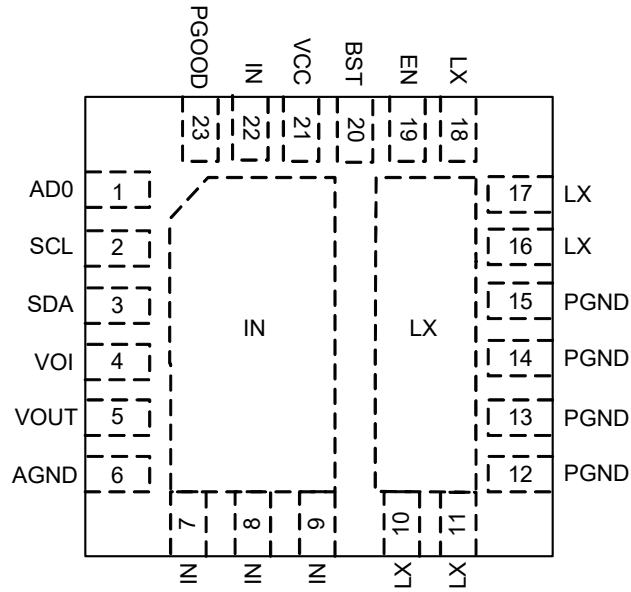 PGOOD IN VCC BST EN LX
23 22 21 20 19 18
AD0 1 17 LX
SCL 2 16 LX
SDA 3 15 PGND
IN LX
VOI 4 14 PGND
VOUT 5 13 PGND
AGND 6 12 PGND
7 8 9 10 11
IN IN IN LX LX